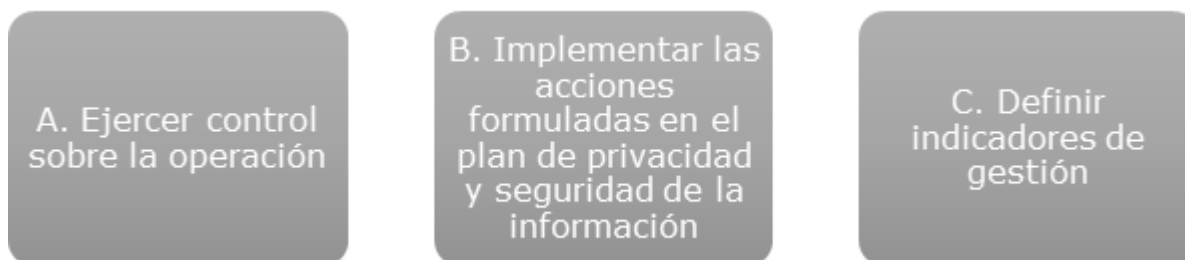 A. Ejercer control
sobre la operación
B. Implementar las
acciones
formuladas en el
plan de privacidad
y seguridad de la
información
C. Definir
indicadores de
gestión